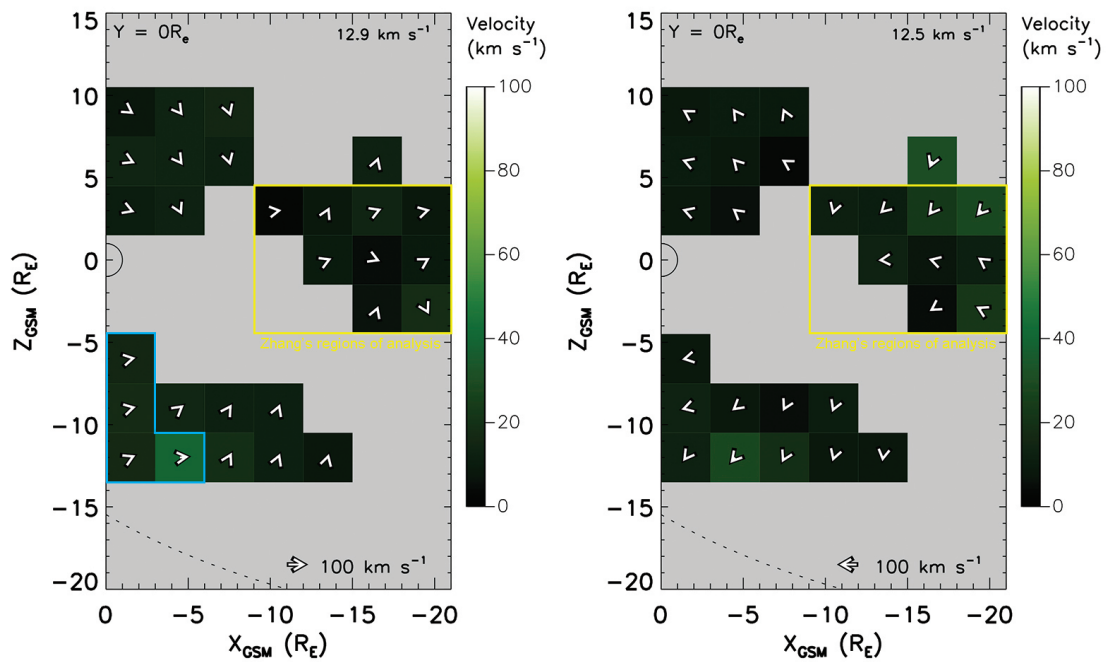 Y = 0Rₑ
12.9 km s⁻¹
Velocity
(km s⁻¹)
15
10
5
0
−5
−10
−15
−20
Z_GSM (R_E)
Zhang's regions of analysis
100 km s⁻¹
0
−5
−10
−15
−20
X_GSM (R_E)
100
80
60
40
20
0
Y = 0Rₑ
12.5 km s⁻¹
Velocity
(km s⁻¹)
15
10
5
0
−5
−10
−15
−20
Z_GSM (R_E)
Zhang's regions of analysis
100 km s⁻¹
0
−5
−10
−15
−20
X_GSM (R_E)
100
80
60
40
20
0